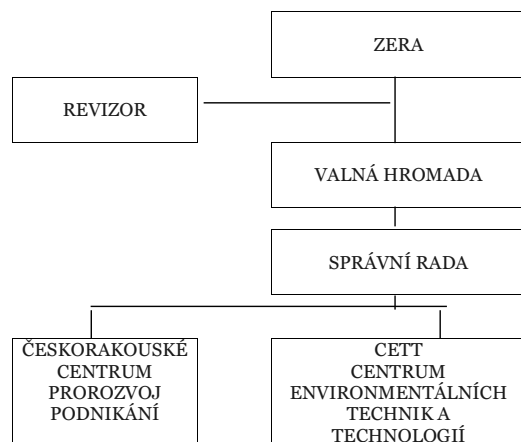 ZERA
REVIZOR
VALNÁ HROMADA
SPRÁVNÍ RADA
ČESKORAKOUSKÉ
CENTRUM
PROROZVOJ
PODNIKÁNÍ
CETT
CENTRUM
ENVIRONMENTÁLNÍCH
TECHNIK A
TECHNOLOGIÍ